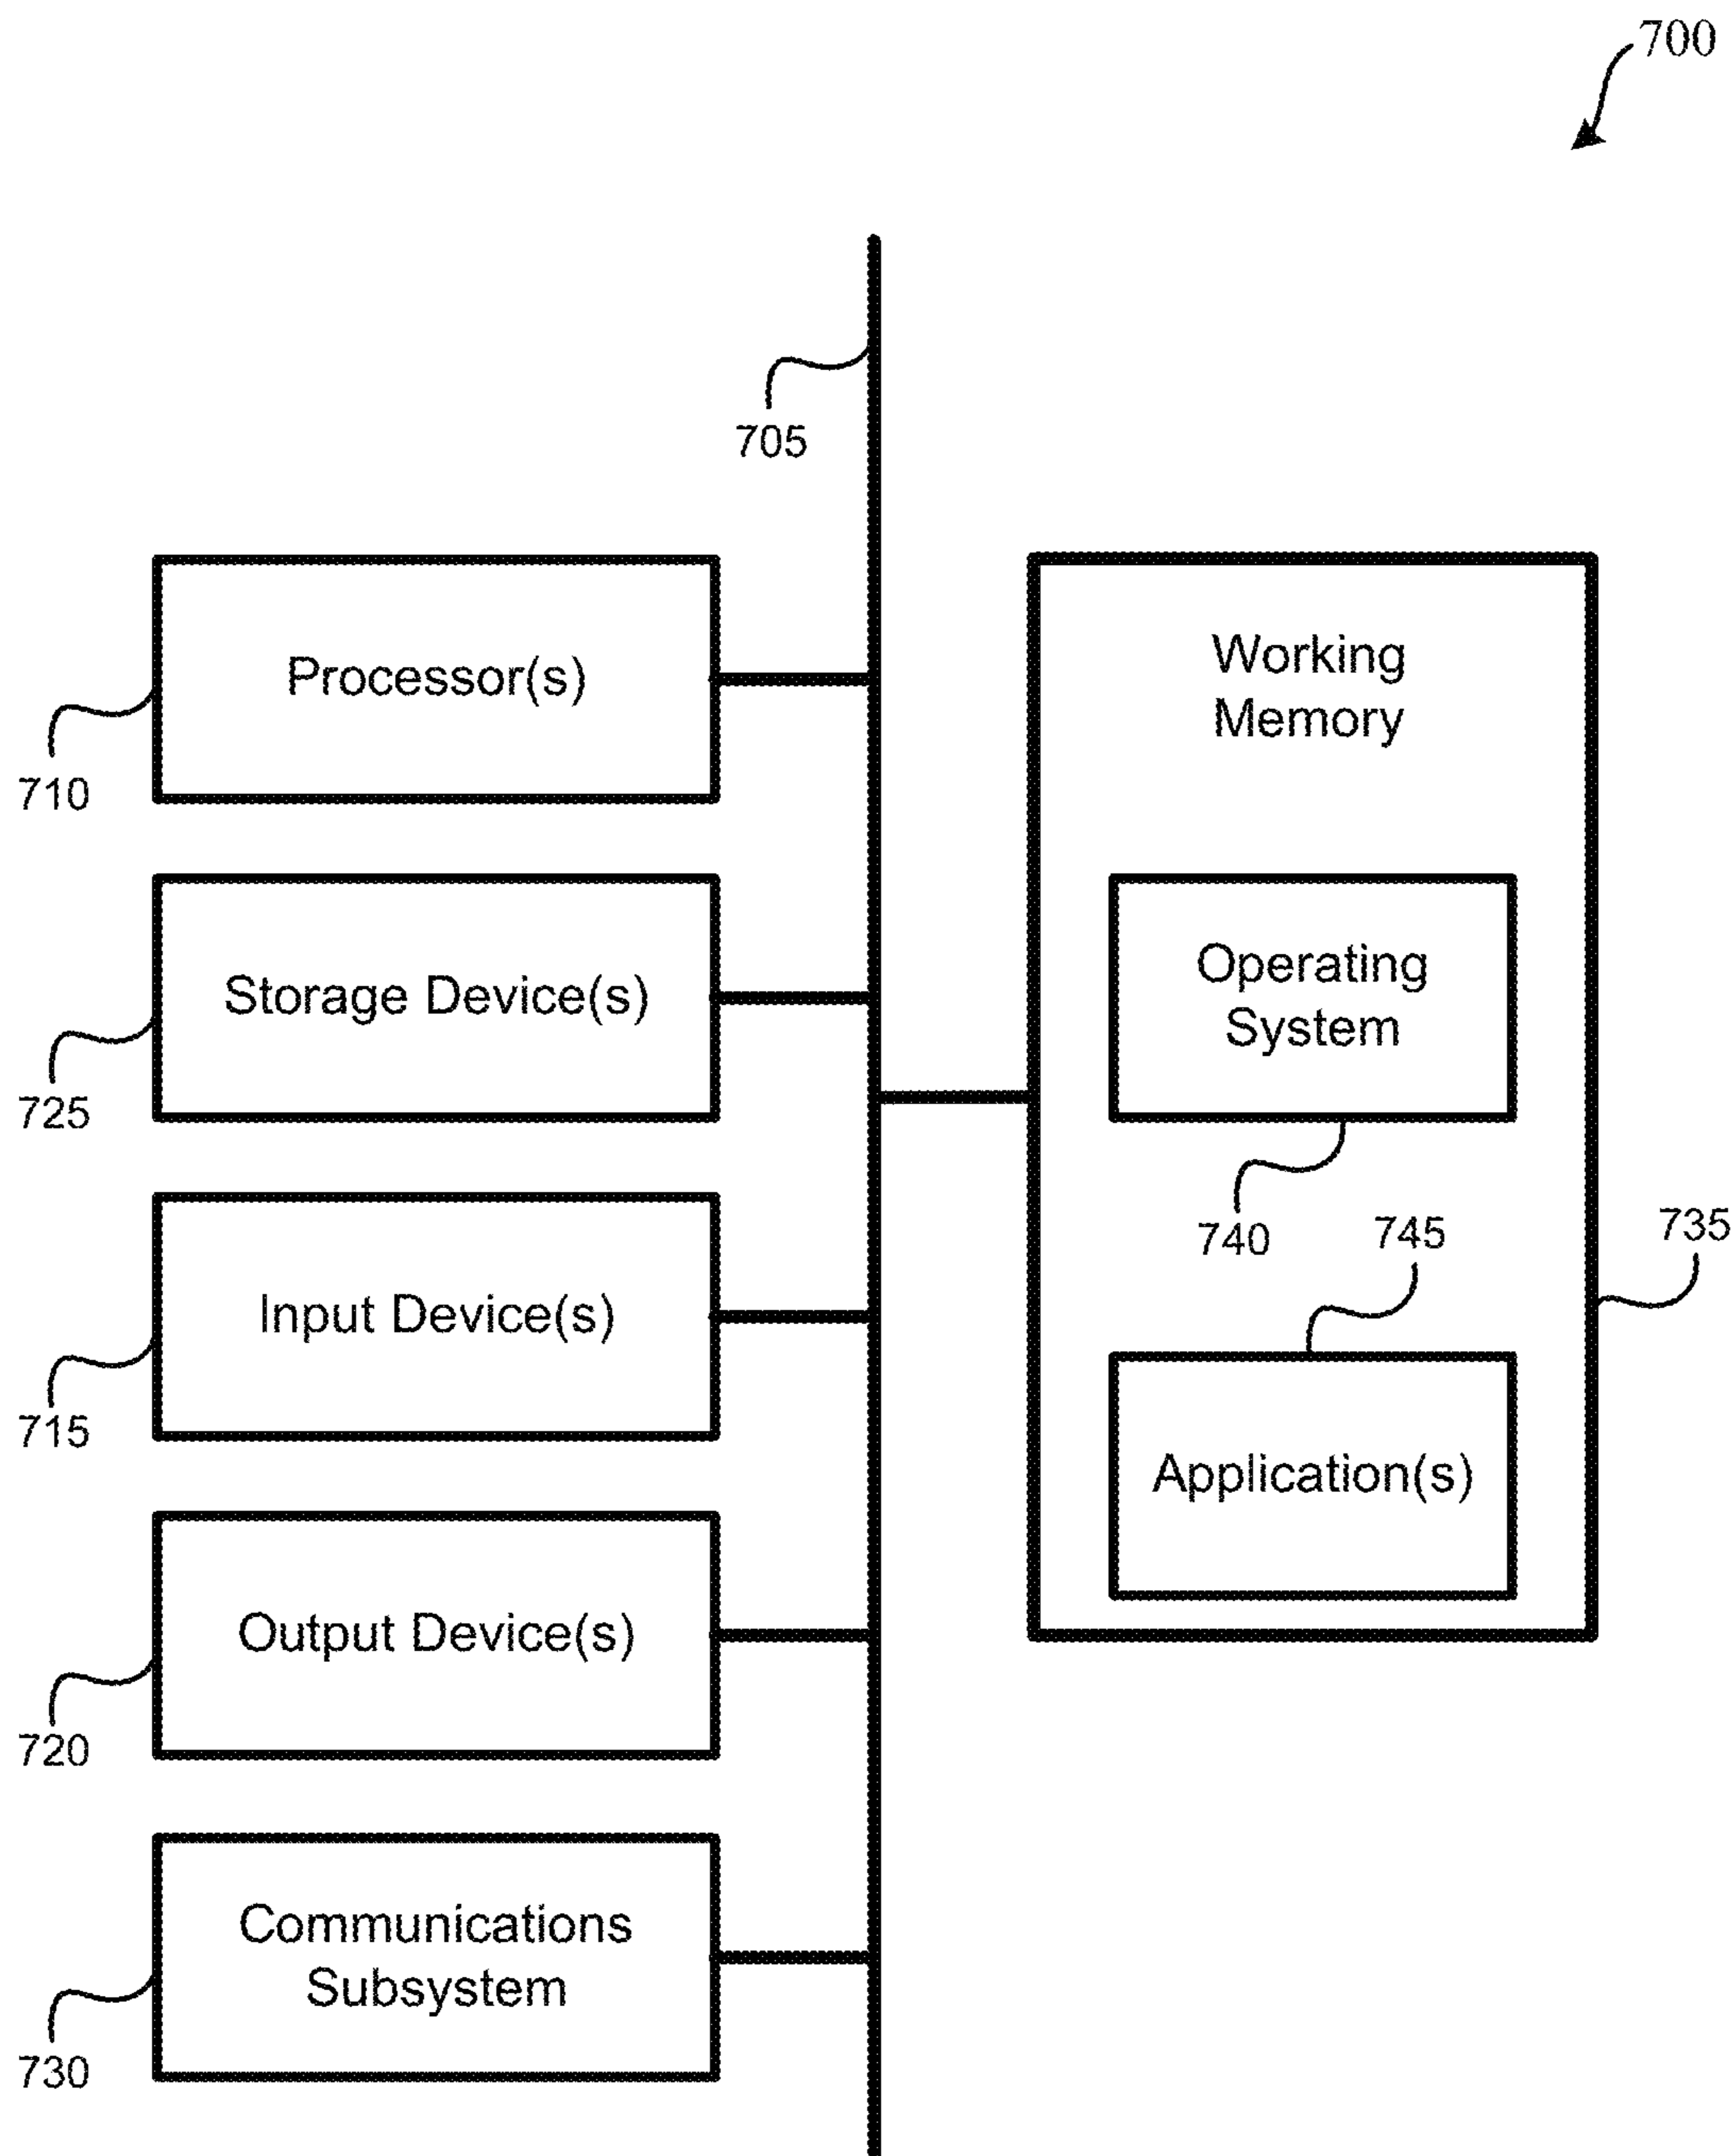 700
705
Processor(s)
710
Storage Device(s)
725
Input Device(s)
715
Output Device(s)
720
Communications
Subsystem
730
Working
Memory
Operating
System
740
745
735
Application(s)